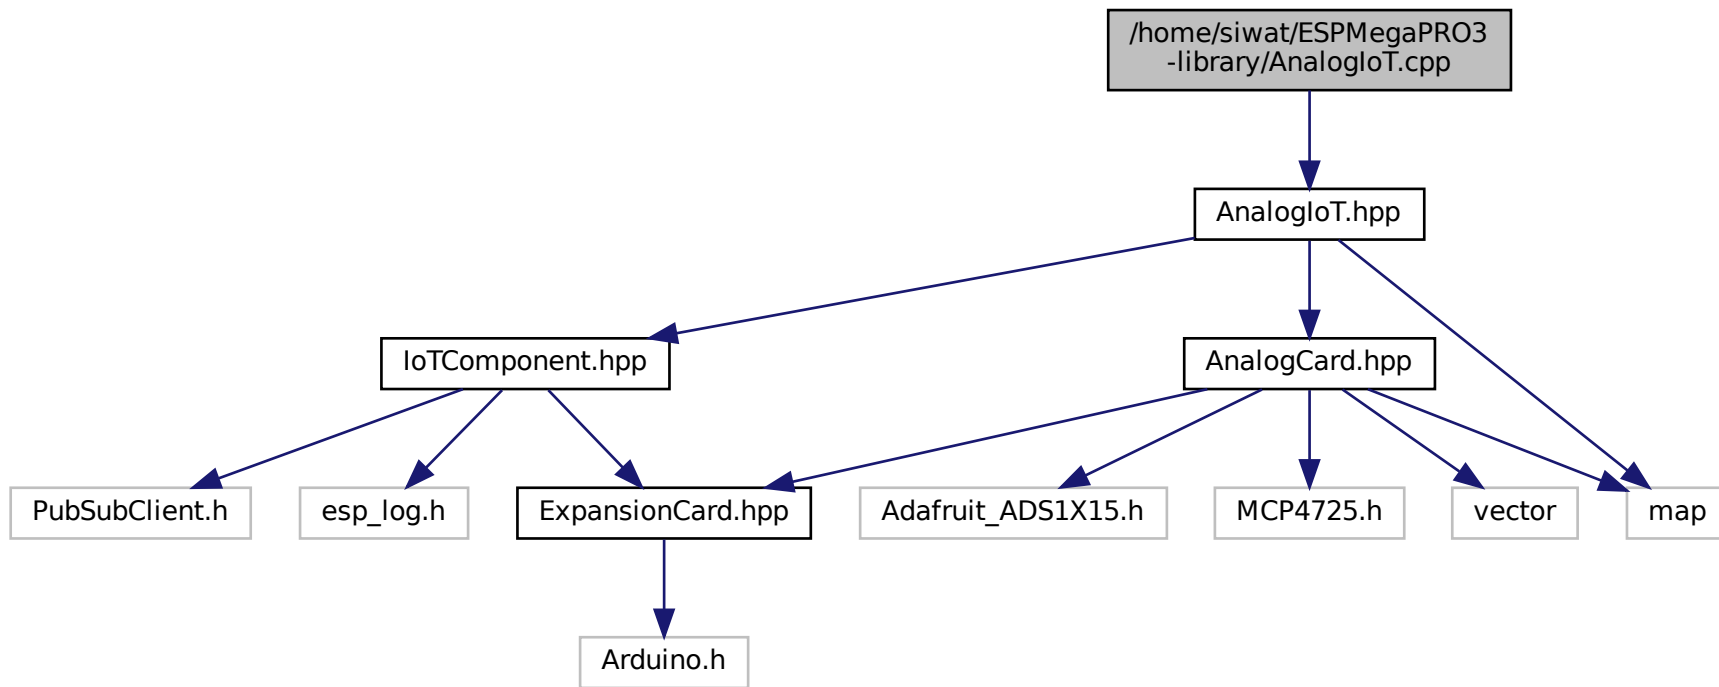 /home/siwat/ESPMegaPRO3
-library/AnalogIoT.cpp
AnalogIoT.hpp
IoTComponent.hpp
AnalogCard.hpp
PubSubClient.h
esp_log.h
ExpansionCard.hpp
Adafruit_ADS1X15.h
MCP4725.h
vector
map
Arduino.h